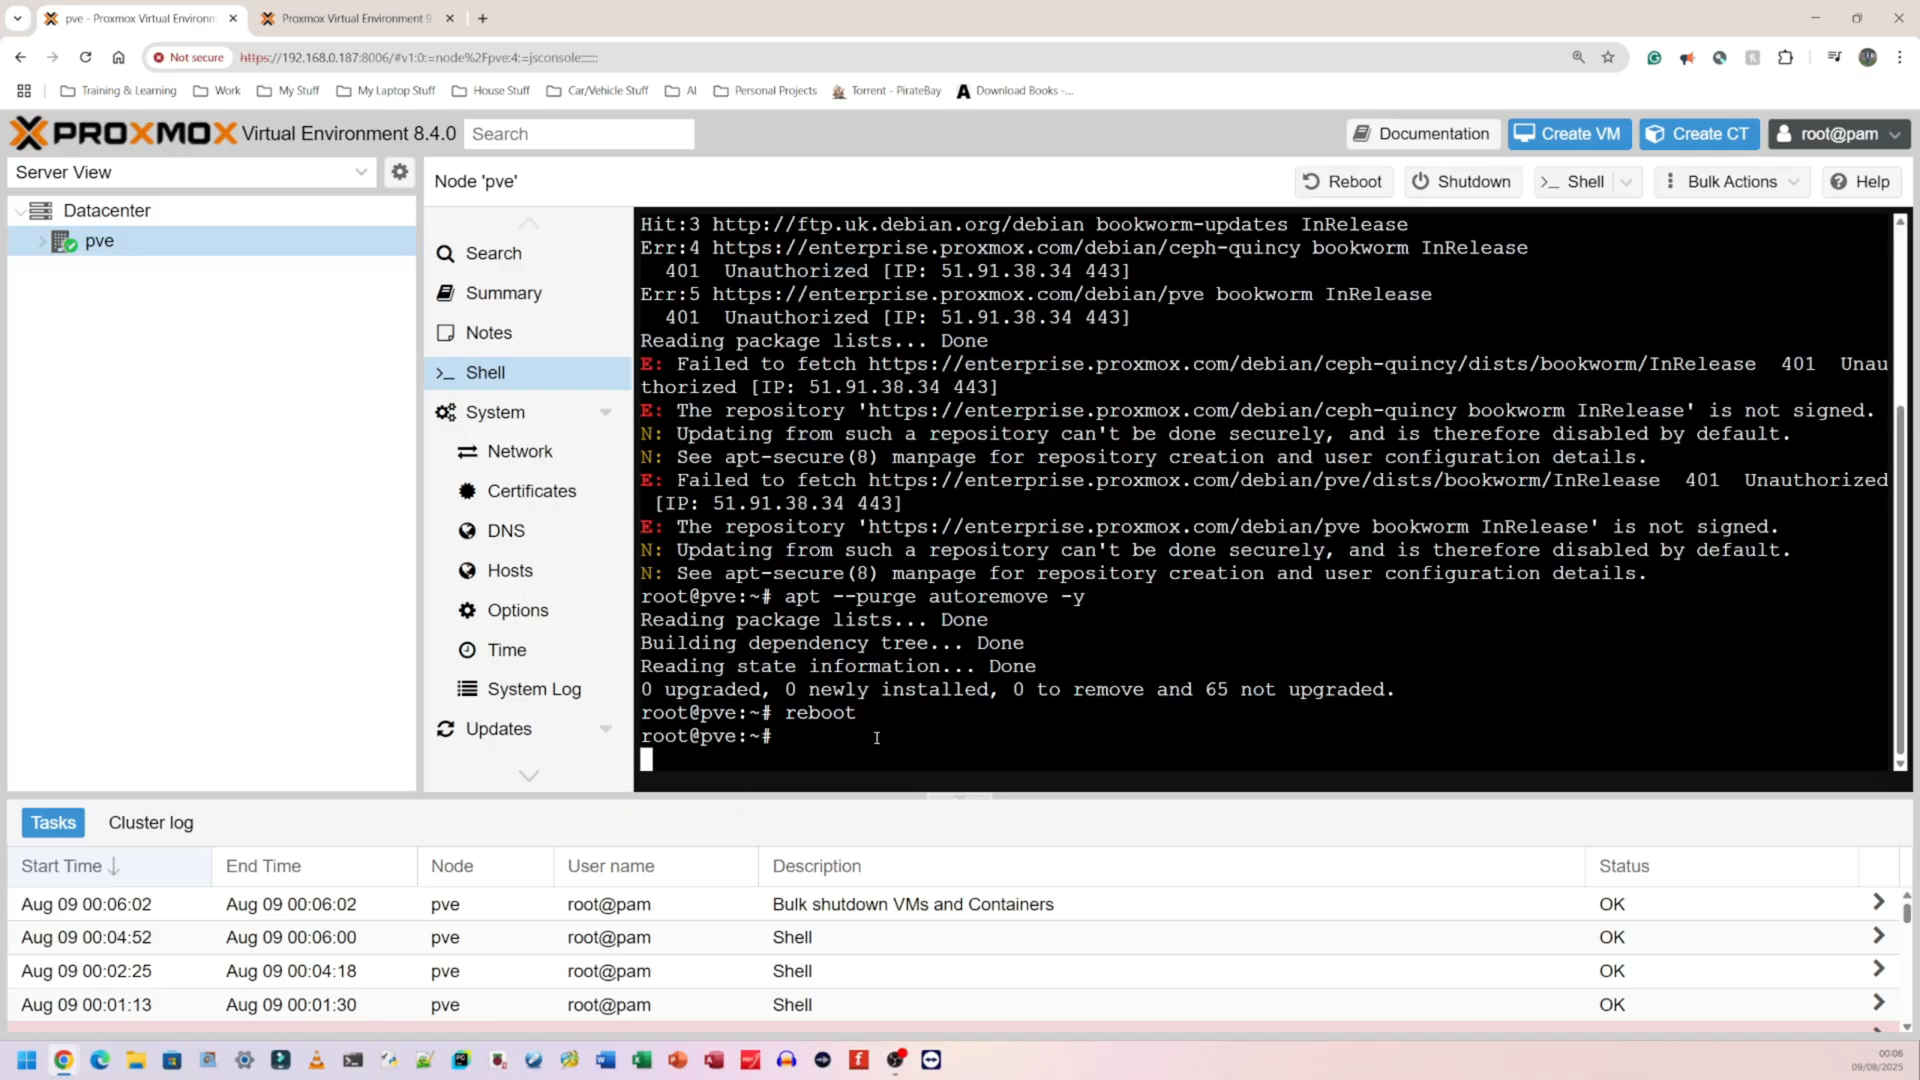 pve - Proxmox Virtual Environm
Proxmox Virtual Environment 9.
Not secure
https://192.168.0.187:8006/#v1:0:=node%2Fpve:4:=jsconsole::::::
Training & Learning
Work
My Stuff
My Laptop Stuff
House Stuff
Car/Vehicle Stuff
AI
Personal Projects
Torrent - PirateBay
Download Books -...
PROXMOX Virtual Environment 8.4.0
Search
Documentation
Create VM
Create CT
root@pam
Server View
Node 'pve'
Reboot
Shutdown
>_ Shell
Bulk Actions
Help
Datacenter
pve
Search
Summary
Notes
>_ Shell
System
Network
Certificates
DNS
Hosts
Options
Time
System Log
Updates
Hit:3 http://ftp.uk.debian.org/debian bookworm-updates InRelease
Err:4 https://enterprise.proxmox.com/debian/ceph-quincy bookworm InRelease
401  Unauthorized [IP: 51.91.38.34 443]
Err:5 https://enterprise.proxmox.com/debian/pve bookworm InRelease
401  Unauthorized [IP: 51.91.38.34 443]
Reading package lists... Done
E: Failed to fetch https://enterprise.proxmox.com/debian/ceph-quincy/dists/bookworm/InRelease  401  Unau
thorized [IP: 51.91.38.34 443]
E: The repository 'https://enterprise.proxmox.com/debian/ceph-quincy bookworm InRelease' is not signed.
N: Updating from such a repository can't be done securely, and is therefore disabled by default.
N: See apt-secure(8) manpage for repository creation and user configuration details.
E: Failed to fetch https://enterprise.proxmox.com/debian/pve/dists/bookworm/InRelease  401  Unauthorized
[IP: 51.91.38.34 443]
E: The repository 'https://enterprise.proxmox.com/debian/pve bookworm InRelease' is not signed.
N: Updating from such a repository can't be done securely, and is therefore disabled by default.
N: See apt-secure(8) manpage for repository creation and user configuration details.
root@pve:~# apt --purge autoremove -y
Reading package lists... Done
Building dependency tree... Done
Reading state information... Done
0 upgraded, 0 newly installed, 0 to remove and 65 not upgraded.
root@pve:~# reboot
root@pve:~#
Tasks
Cluster log
Start Time End Time Node User name Description Status
Aug 09 00:06:02 Aug 09 00:06:02 pve root@pam Bulk shutdown VMs and Containers OK
Aug 09 00:04:52 Aug 09 00:06:00 pve root@pam Shell OK
Aug 09 00:02:25 Aug 09 00:04:18 pve root@pam Shell OK
Aug 09 00:01:13 Aug 09 00:01:30 pve root@pam Shell OK
00:06
09/08/2025